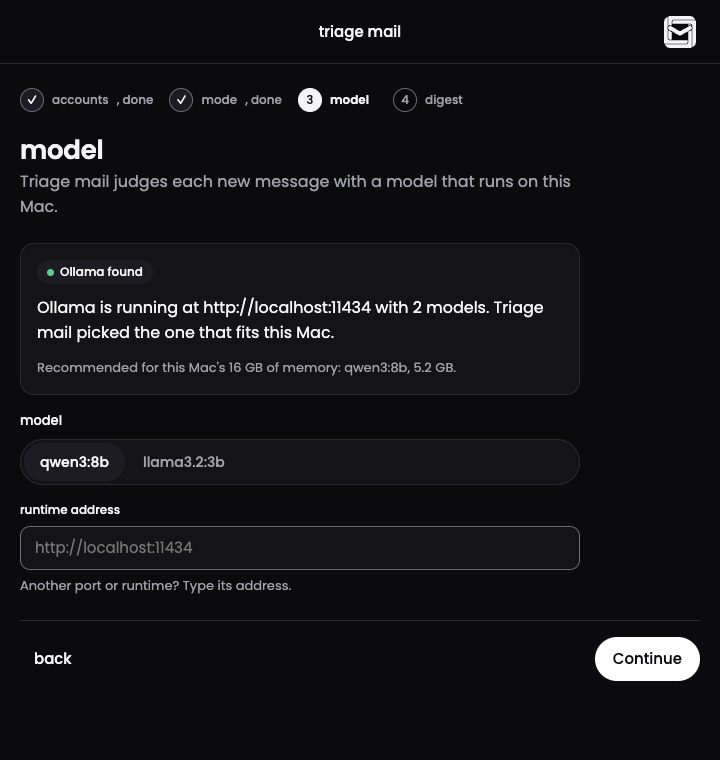 triage mail
accounts , done mode , done 3 model 4 digest
model
Triage mail judges each new message with a model that runs on this
Mac.
Ollama found
Ollama is running at http://localhost:11434 with 2 models. Triage
mail picked the one that fits this Mac.
Recommended for this Mac's 16 GB of memory: qwen3:8b, 5.2 GB.
model
qwen3:8b llama3.2:3b
runtime address
http://localhost:11434
Another port or runtime? Type its address.
back Continue